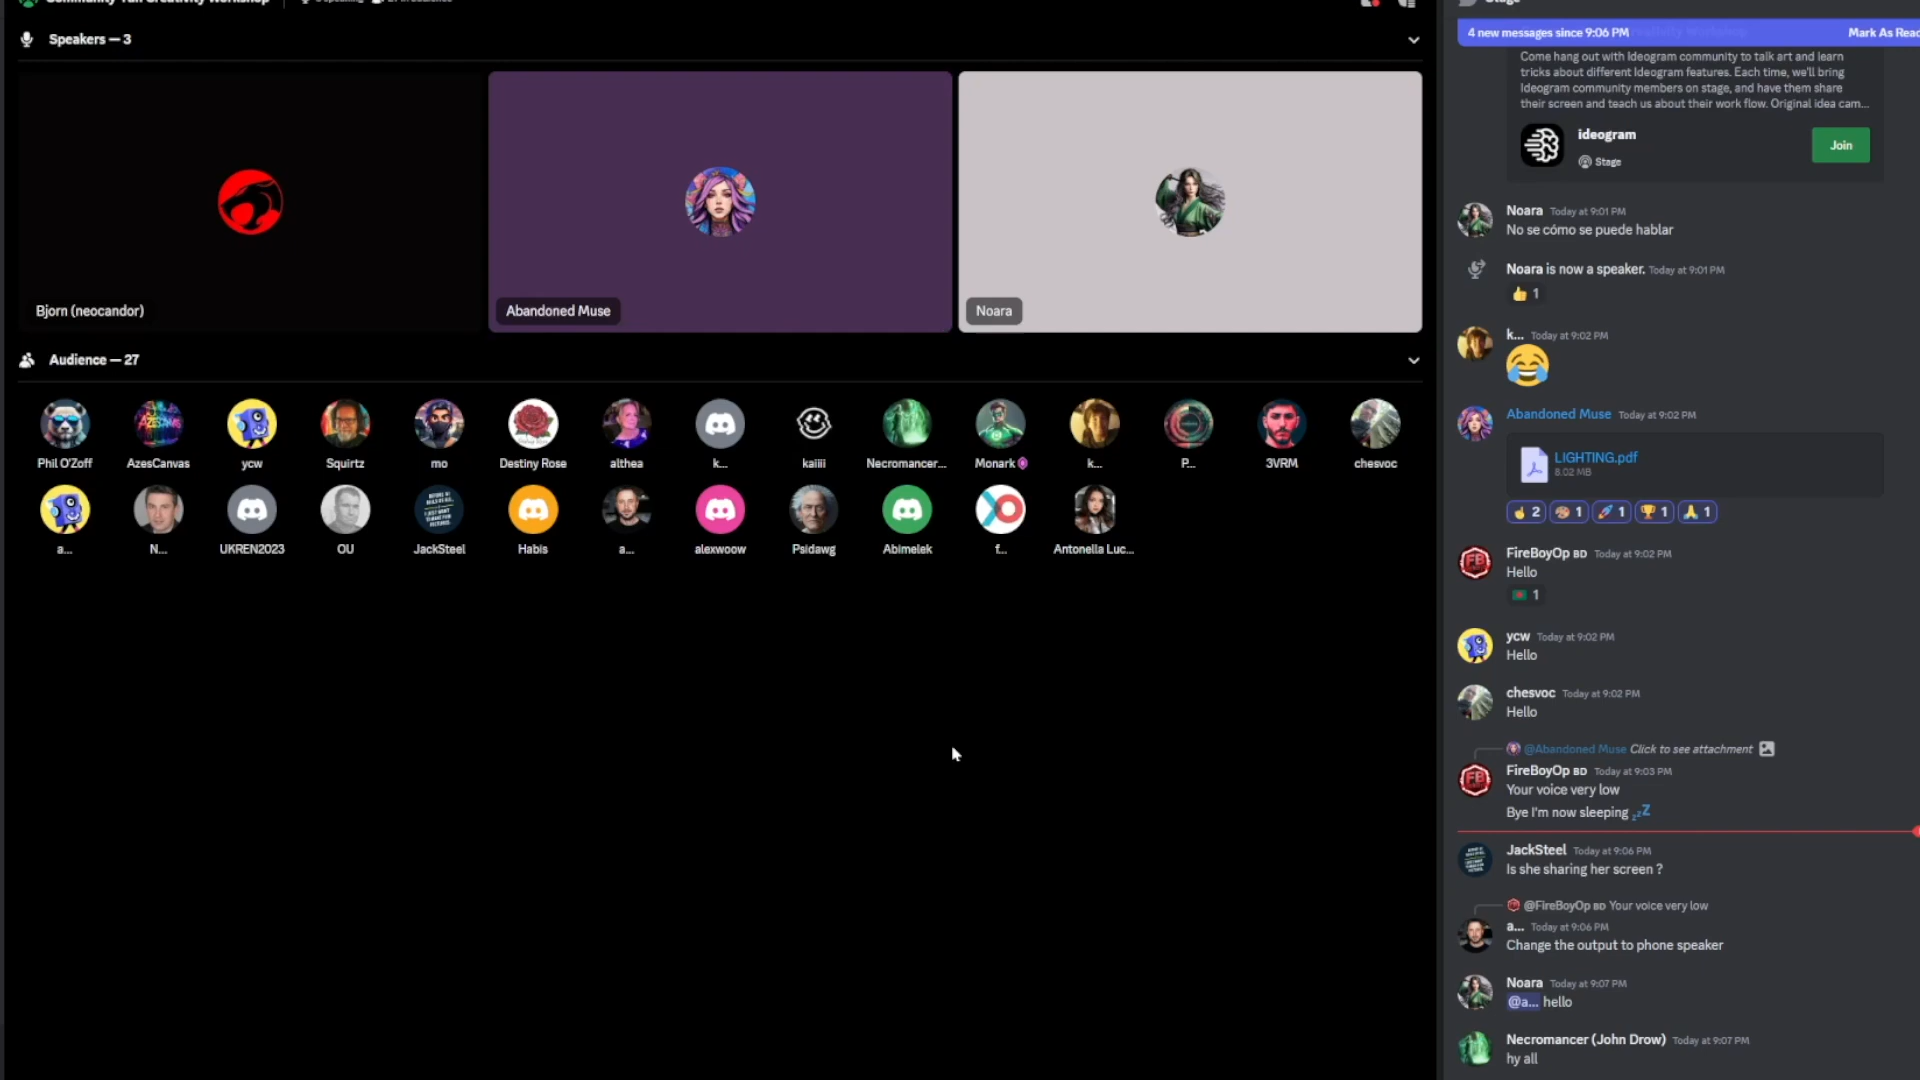 Speakers — 3
Bjorn (neocandor)
Abandoned Muse
Noara
Audience — 27
Phil O'Zoff
AzesCanvas
ycw
Squirtz
mo
Destiny Rose
althea
k...
kaiiii
Necromancer...
Monark
k...
P...
3VRM
chesvoc
a...
N...
UKREN2023
OU
JackSteel
Habis
a...
alexwoow
Psidawg
Abimelek
f...
Antonella Luc...
4 new messages since 9:06 PM
Mark As Rea
Come hang out with Ideogram community to talk art and learn
tricks about different Ideogram features. Each time, we'll bring
Ideogram community members on stage, and have them share
their screen and teach us about their work flow. Original idea cam...
ideogram
Stage
Join
Noara Today at 9:01 PM
No se cómo se puede hablar
Noara is now a speaker. Today at 9:01 PM
1
k... Today at 9:02 PM
Abandoned Muse Today at 9:02 PM
LIGHTING.pdf
8.02 MB
2 1 1 1 1
FireBoyOp BD Today at 9:02 PM
Hello
1
ycw Today at 9:02 PM
Hello
chesvoc Today at 9:02 PM
Hello
@Abandoned Muse Click to see attachment
FireBoyOp BD Today at 9:03 PM
Your voice very low
Bye I'm now sleeping
JackSteel Today at 9:06 PM
Is she sharing her screen ?
@FireBoyOp BD Your voice very low
a... Today at 9:06 PM
Change the output to phone speaker
Noara Today at 9:07 PM
@a... hello
Necromancer (John Drow) Today at 9:07 PM
hy all